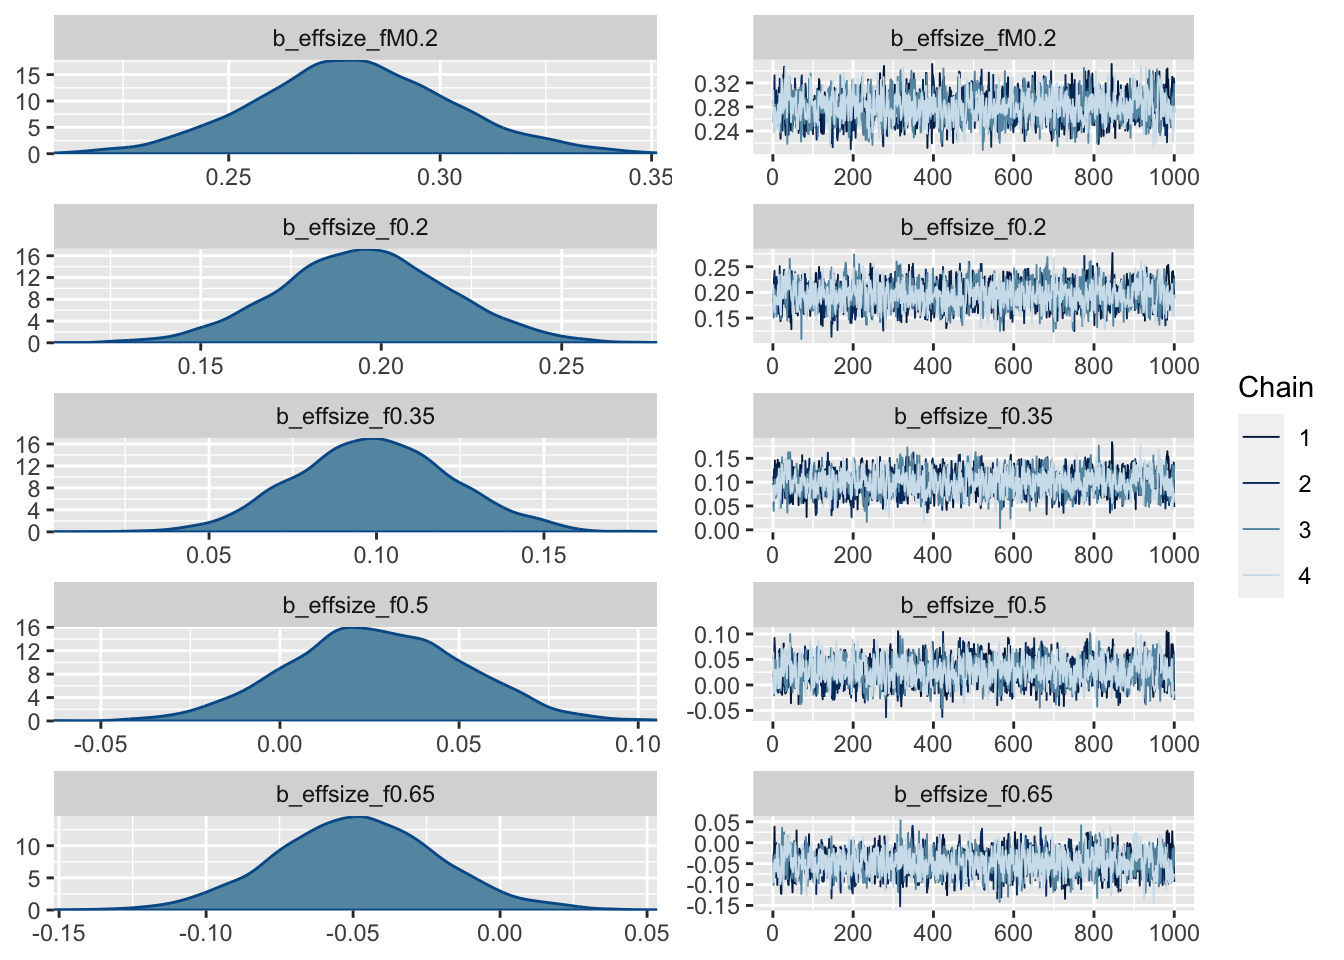 b_effsize_fM0.2
15
10
5
0
0.25 0.30 0.35
b_effsize_fM0.2
0.32
0.28
0.24
0 200 400 600 800 1000
b_effsize_f0.2
16
12
8
4
0
0.15 0.20 0.25
b_effsize_f0.2
0.25
0.20
0.15
0 200 400 600 800 1000
b_effsize_f0.35
16
12
8
4
0
0.05 0.10 0.15
b_effsize_f0.35
0.15
0.10
0.05
0.00
0 200 400 600 800 1000
b_effsize_f0.5
16
12
8
4
0
-0.05 0.00 0.05 0.10
b_effsize_f0.5
0.10
0.05
0.00
-0.05
0 200 400 600 800 1000
b_effsize_f0.65
10
5
0
-0.15 -0.10 -0.05 0.00 0.05
b_effsize_f0.65
0.05
0.00
-0.05
-0.10
-0.15
0 200 400 600 800 1000
Chain
1
2
3
4